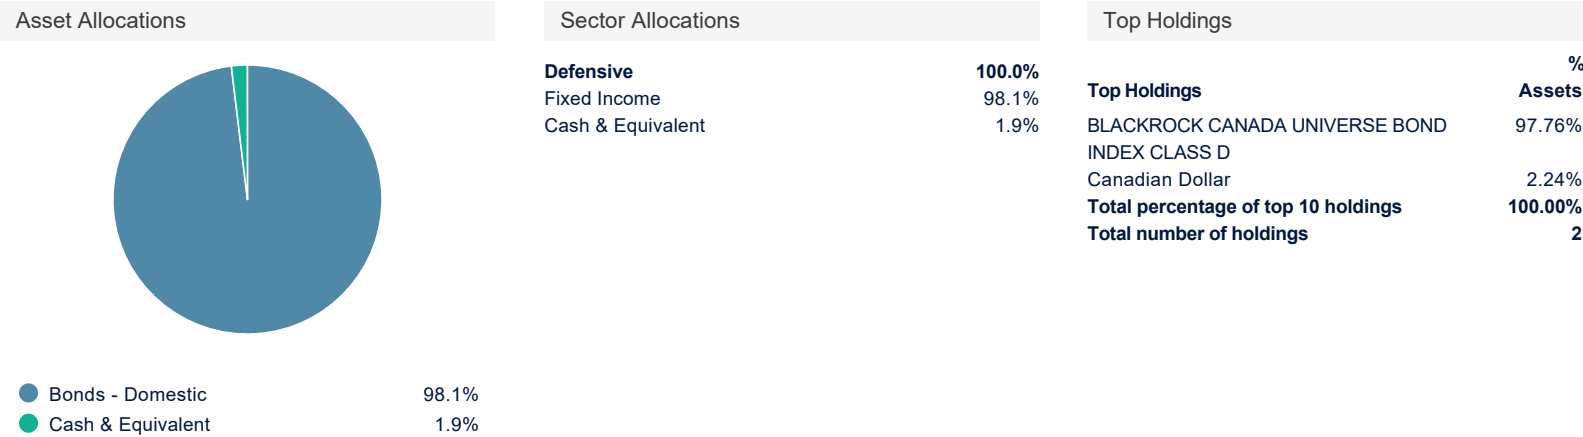 Asset Allocations
Bonds - Domestic 98.1%
Cash & Equivalent 1.9%
Sector Allocations
Defensive 100.0%
Fixed Income 98.1%
Cash & Equivalent 1.9%
Top Holdings
%
Top Holdings Assets
BLACKROCK CANADA UNIVERSE BOND 97.76%
INDEX CLASS D
Canadian Dollar 2.24%
Total percentage of top 10 holdings 100.00%
Total number of holdings 2